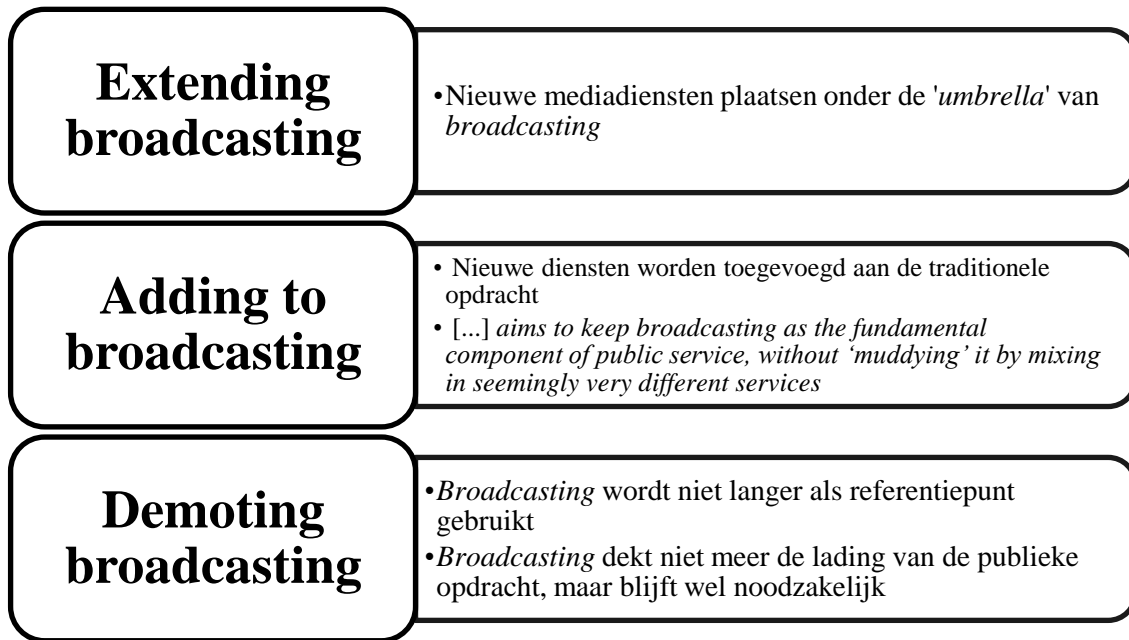 Extending
broadcasting
•Nieuwe mediadiensten plaatsen onder de 'umbrella' van
broadcasting
Adding to
broadcasting
• Nieuwe diensten worden toegevoegd aan de traditionele
opdracht
• [...] aims to keep broadcasting as the fundamental
component of public service, without ‘muddying’ it by mixing
in seemingly very different services
Demoting
broadcasting
•Broadcasting wordt niet langer als referentiepunt
gebruikt
•Broadcasting dekt niet meer de lading van de publieke
opdracht, maar blijft wel noodzakelijk